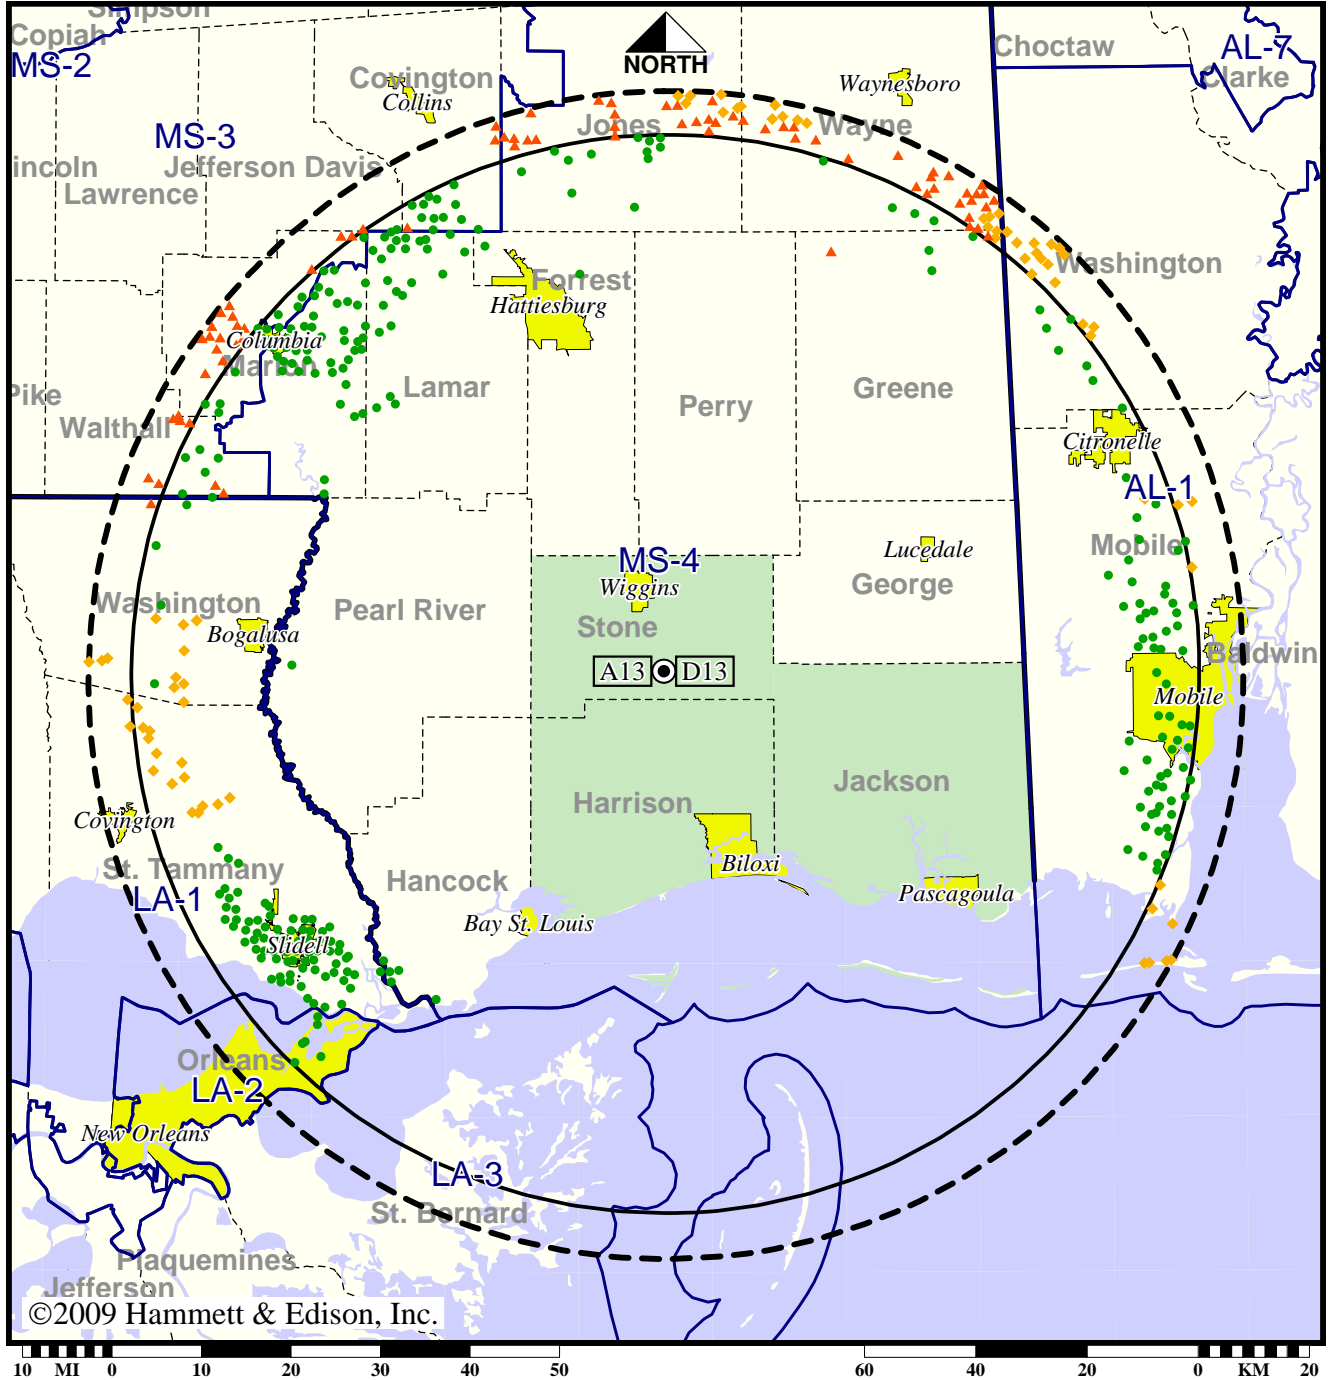 Simpson
Copiah
MS-2
NORTH
Choctaw
AL-7
Clarke
Covington
Collins
Waynesboro
MS-3
Jones
Wayne
incoln
Jefferson Davis
Lawrence
Washington
Forrest
Hattiesburg
Columbia
Marion
Pike
Lamar
Perry
Greene
Walthall
Citronelle
AL-1
Mobile
MS-4
Lucedale
George
Wiggins
Washington
Pearl River
Stone
Bogalusa
Baldwin
A13
D13
Mobile
Jackson
Harrison
Covington
Biloxi
St. Tammany
Hancock
Pascagoula
LA-1
Bay St. Louis
Slidell
Orleans
LA-2
New Orleans
LA-3
St. Bernard
Plaquemines
Jefferson
©2009 Hammett & Edison, Inc.
10 MI 0 10 20 30 40 50 60 40 20 0 KM 20